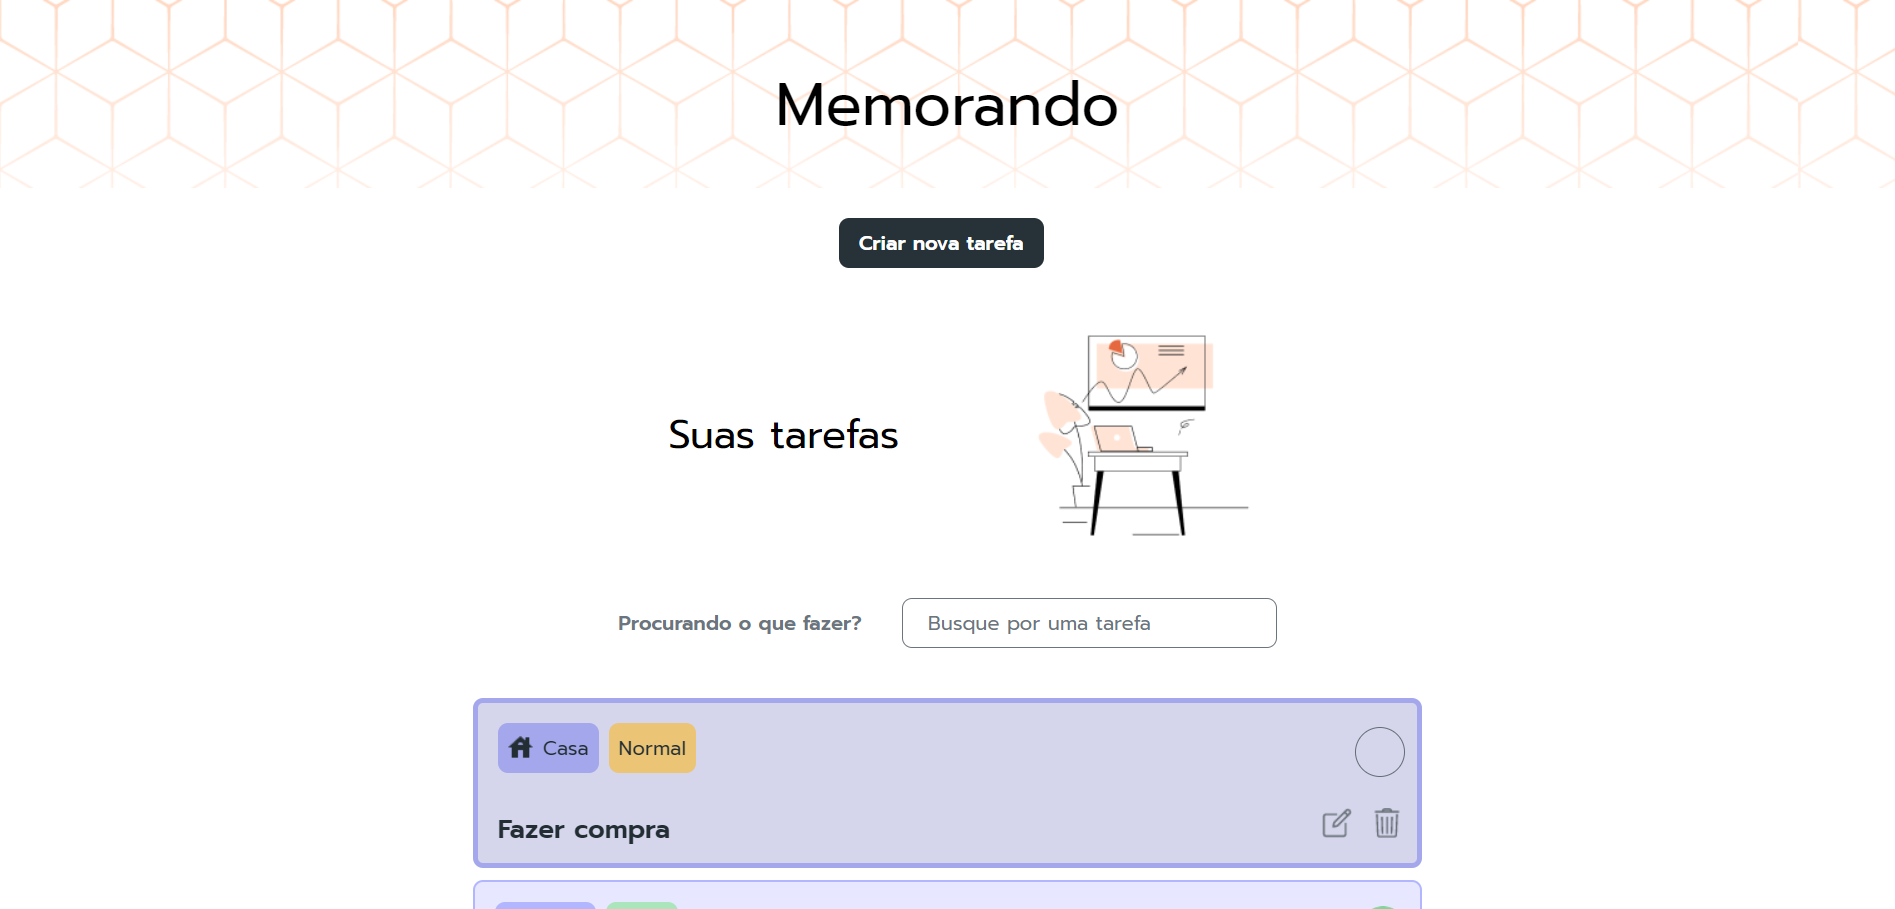 Memorando
Criar nova tarefa
Suas tarefas
Procurando o que fazer?
Busque por uma tarefa
Casa
Normal
Fazer compra